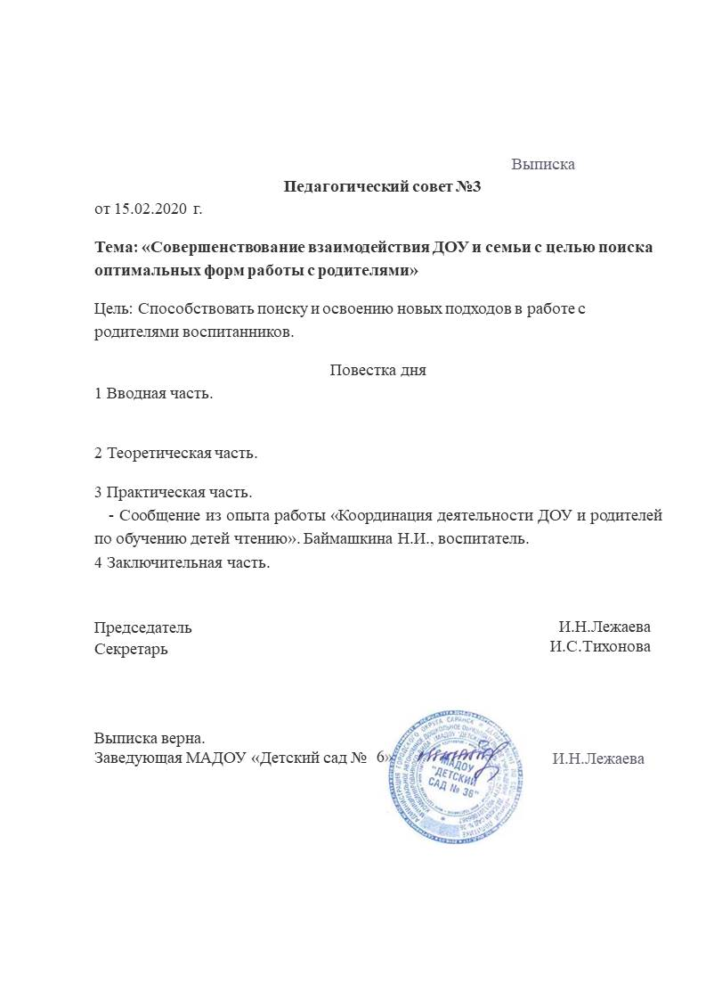 Выписка
Педагогический совет №3
от 15.02.2020 г.
Тема: «Совершенствование взаимодействия ДОУ и семьи с целью поиска
оптимальных форм работы с родителями»
Цель: Способствовать поиску и освоению новых подходов в работе с
родителями воспитанников.
Повестка дня
1 Вводная часть.
2 Теоретическая часть.
3 Практическая часть.
- Сообщение из опыта работы «Координация деятельности ДОУ и родителей
по обучению детей чтению». Баймашкина Н.И., воспитатель.
4 Заключительная часть.
Председатель И.Н.Лежаева
Секретарь И.С.Тихонова
Выписка верна.
Заведующая МАДОУ «Детский сад № 6» И.Н.Лежаева
МАДОУ
"ДЕТСКИЙ
САД № 36"